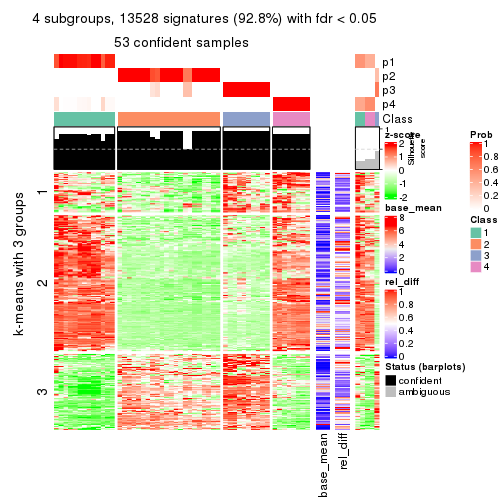 4 subgroups, 13528 signatures (92.8%) with fdr < 0.05
53 confident samples
p1
p2
p3
p4
Class
1
Silhouette
score
k-means with 3 groups
1
2
3
base_mean
rel_diff
z-score
2
1
0
-1
-2
base_mean
8
6
4
2
0
rel_diff
1
0.8
0.6
0.4
0.2
0
Status (barplots)
confident
ambiguous
Prob
1
0.8
0.6
0.4
0.2
0
Class
1
2
3
4